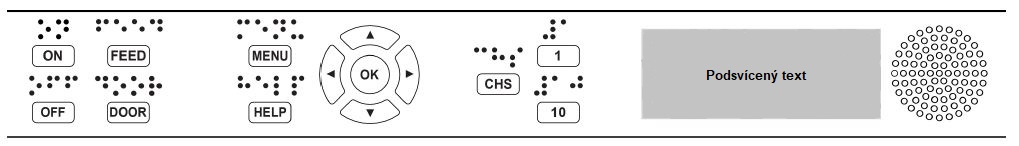 ON FEED MENU
1
OK
Podsvícený text
CHS
OFF DOOR HELP 10